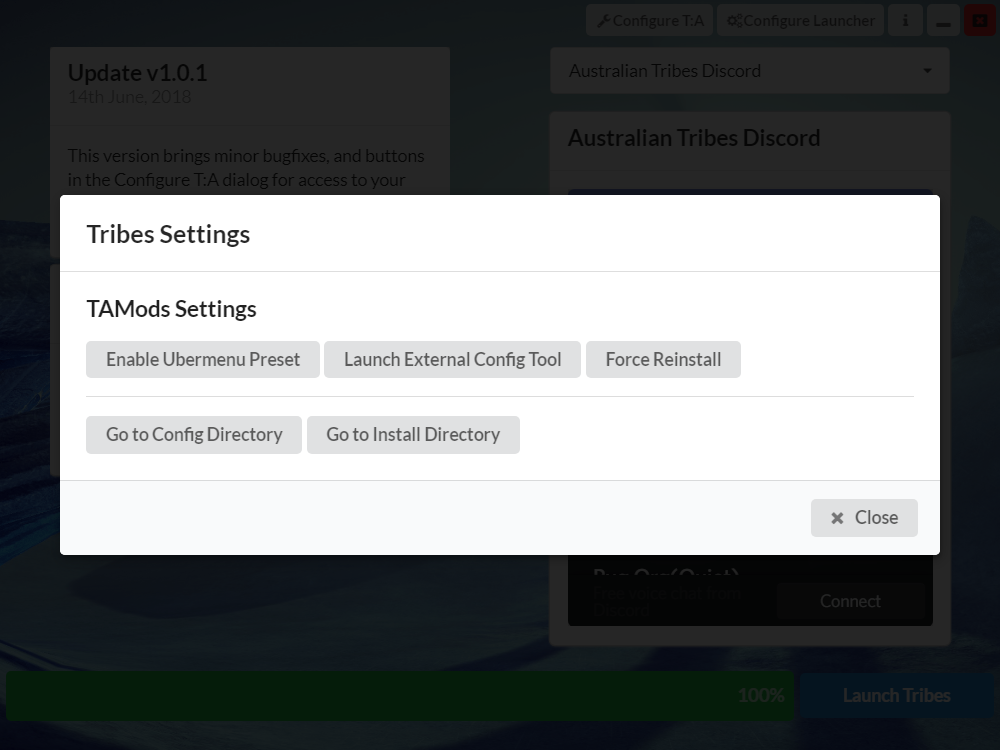 Configure T:A
Configure Launcher
Update v1.0.1
14th June, 2018
This version brings minor bugfixes, and buttons
in the Configure T:A dialog for access to your
Australian Tribes Discord
Australian Tribes Discord
Tribes Settings
TAMods Settings
Enable Ubermenu Preset
Launch External Config Tool
Force Reinstall
Go to Config Directory
Go to Install Directory
Close
Connect
100%
Launch Tribes